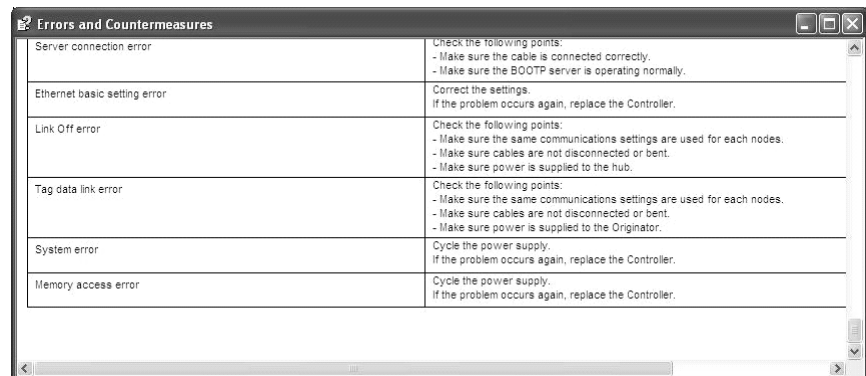 Errors and Countermeasures
Server connection error
Check the following points:
- Make sure the cable is connected correctly.
- Make sure the BOOTP server is operating normally.
Ethernet basic setting error
Correct the settings.
If the problem occurs again, replace the Controller.
Link Off error
Check the following points:
- Make sure the same communications settings are used for each nodes.
- Make sure cables are not disconnected or bent.
- Make sure power is supplied to the hub.
Tag data link error
Check the following points:
- Make sure the same communications settings are used for each nodes.
- Make sure cables are not disconnected or bent.
- Make sure power is supplied to the Originator.
System error
Cycle the power supply.
If the problem occurs again, replace the Controller.
Memory access error
Cycle the power supply.
If the problem occurs again, replace the Controller.